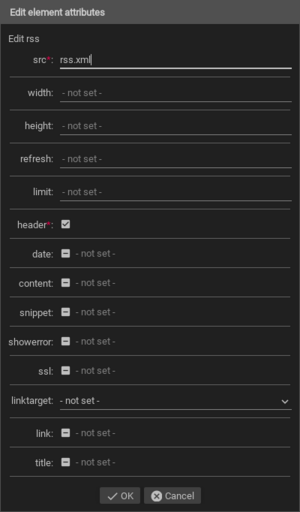 Edit element attributes
Edit rss
src*: rss.xml
width: - not set -
height: - not set -
refresh: - not set -
limit: - not set -
header*:
date: - not set -
content: - not set -
snippet: - not set -
showerror: - not set -
ssl: - not set -
linktarget: - not set -
link: - not set -
title: - not set -
OK Cancel